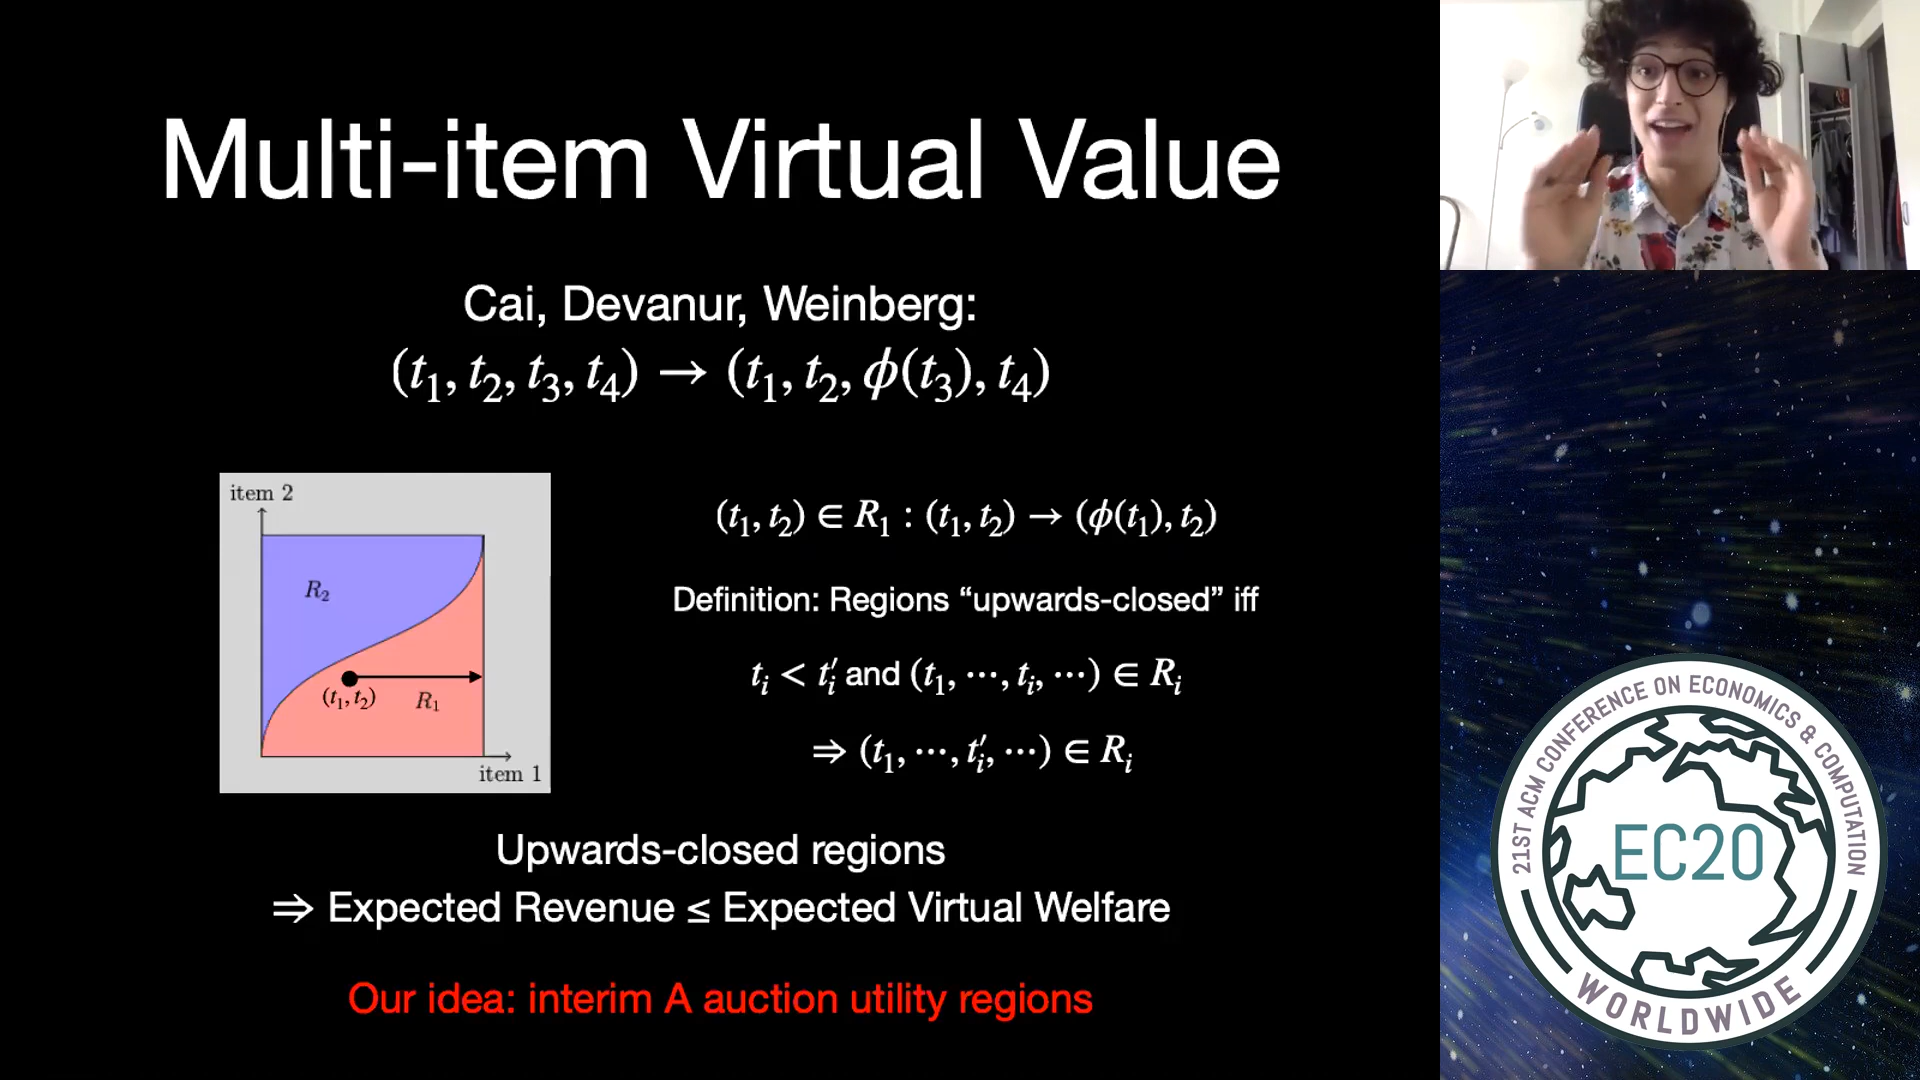 Multi-item Virtual Value
Cai, Devanur, Weinberg:
(t₁, t₂, t₃, t₄) → (t₁, t₂, ϕ(t₃), t₄)
item 2
R₂
(t₁, t₂)
R₁
item 1
(t₁, t₂) ∈ R₁ : (t₁, t₂) → (ϕ(t₁), t₂)
Definition: Regions “upwards-closed” iff
tᵢ < tᵢ′ and (t₁, ⋯, tᵢ, ⋯) ∈ Rᵢ
⇒ (t₁, ⋯, tᵢ′, ⋯) ∈ Rᵢ
Upwards-closed regions
⇒ Expected Revenue ≤ Expected Virtual Welfare
Our idea: interim A auction utility regions
21ST ACM CONFERENCE ON ECONOMICS & COMPUTATION
EC20
WORLDWIDE